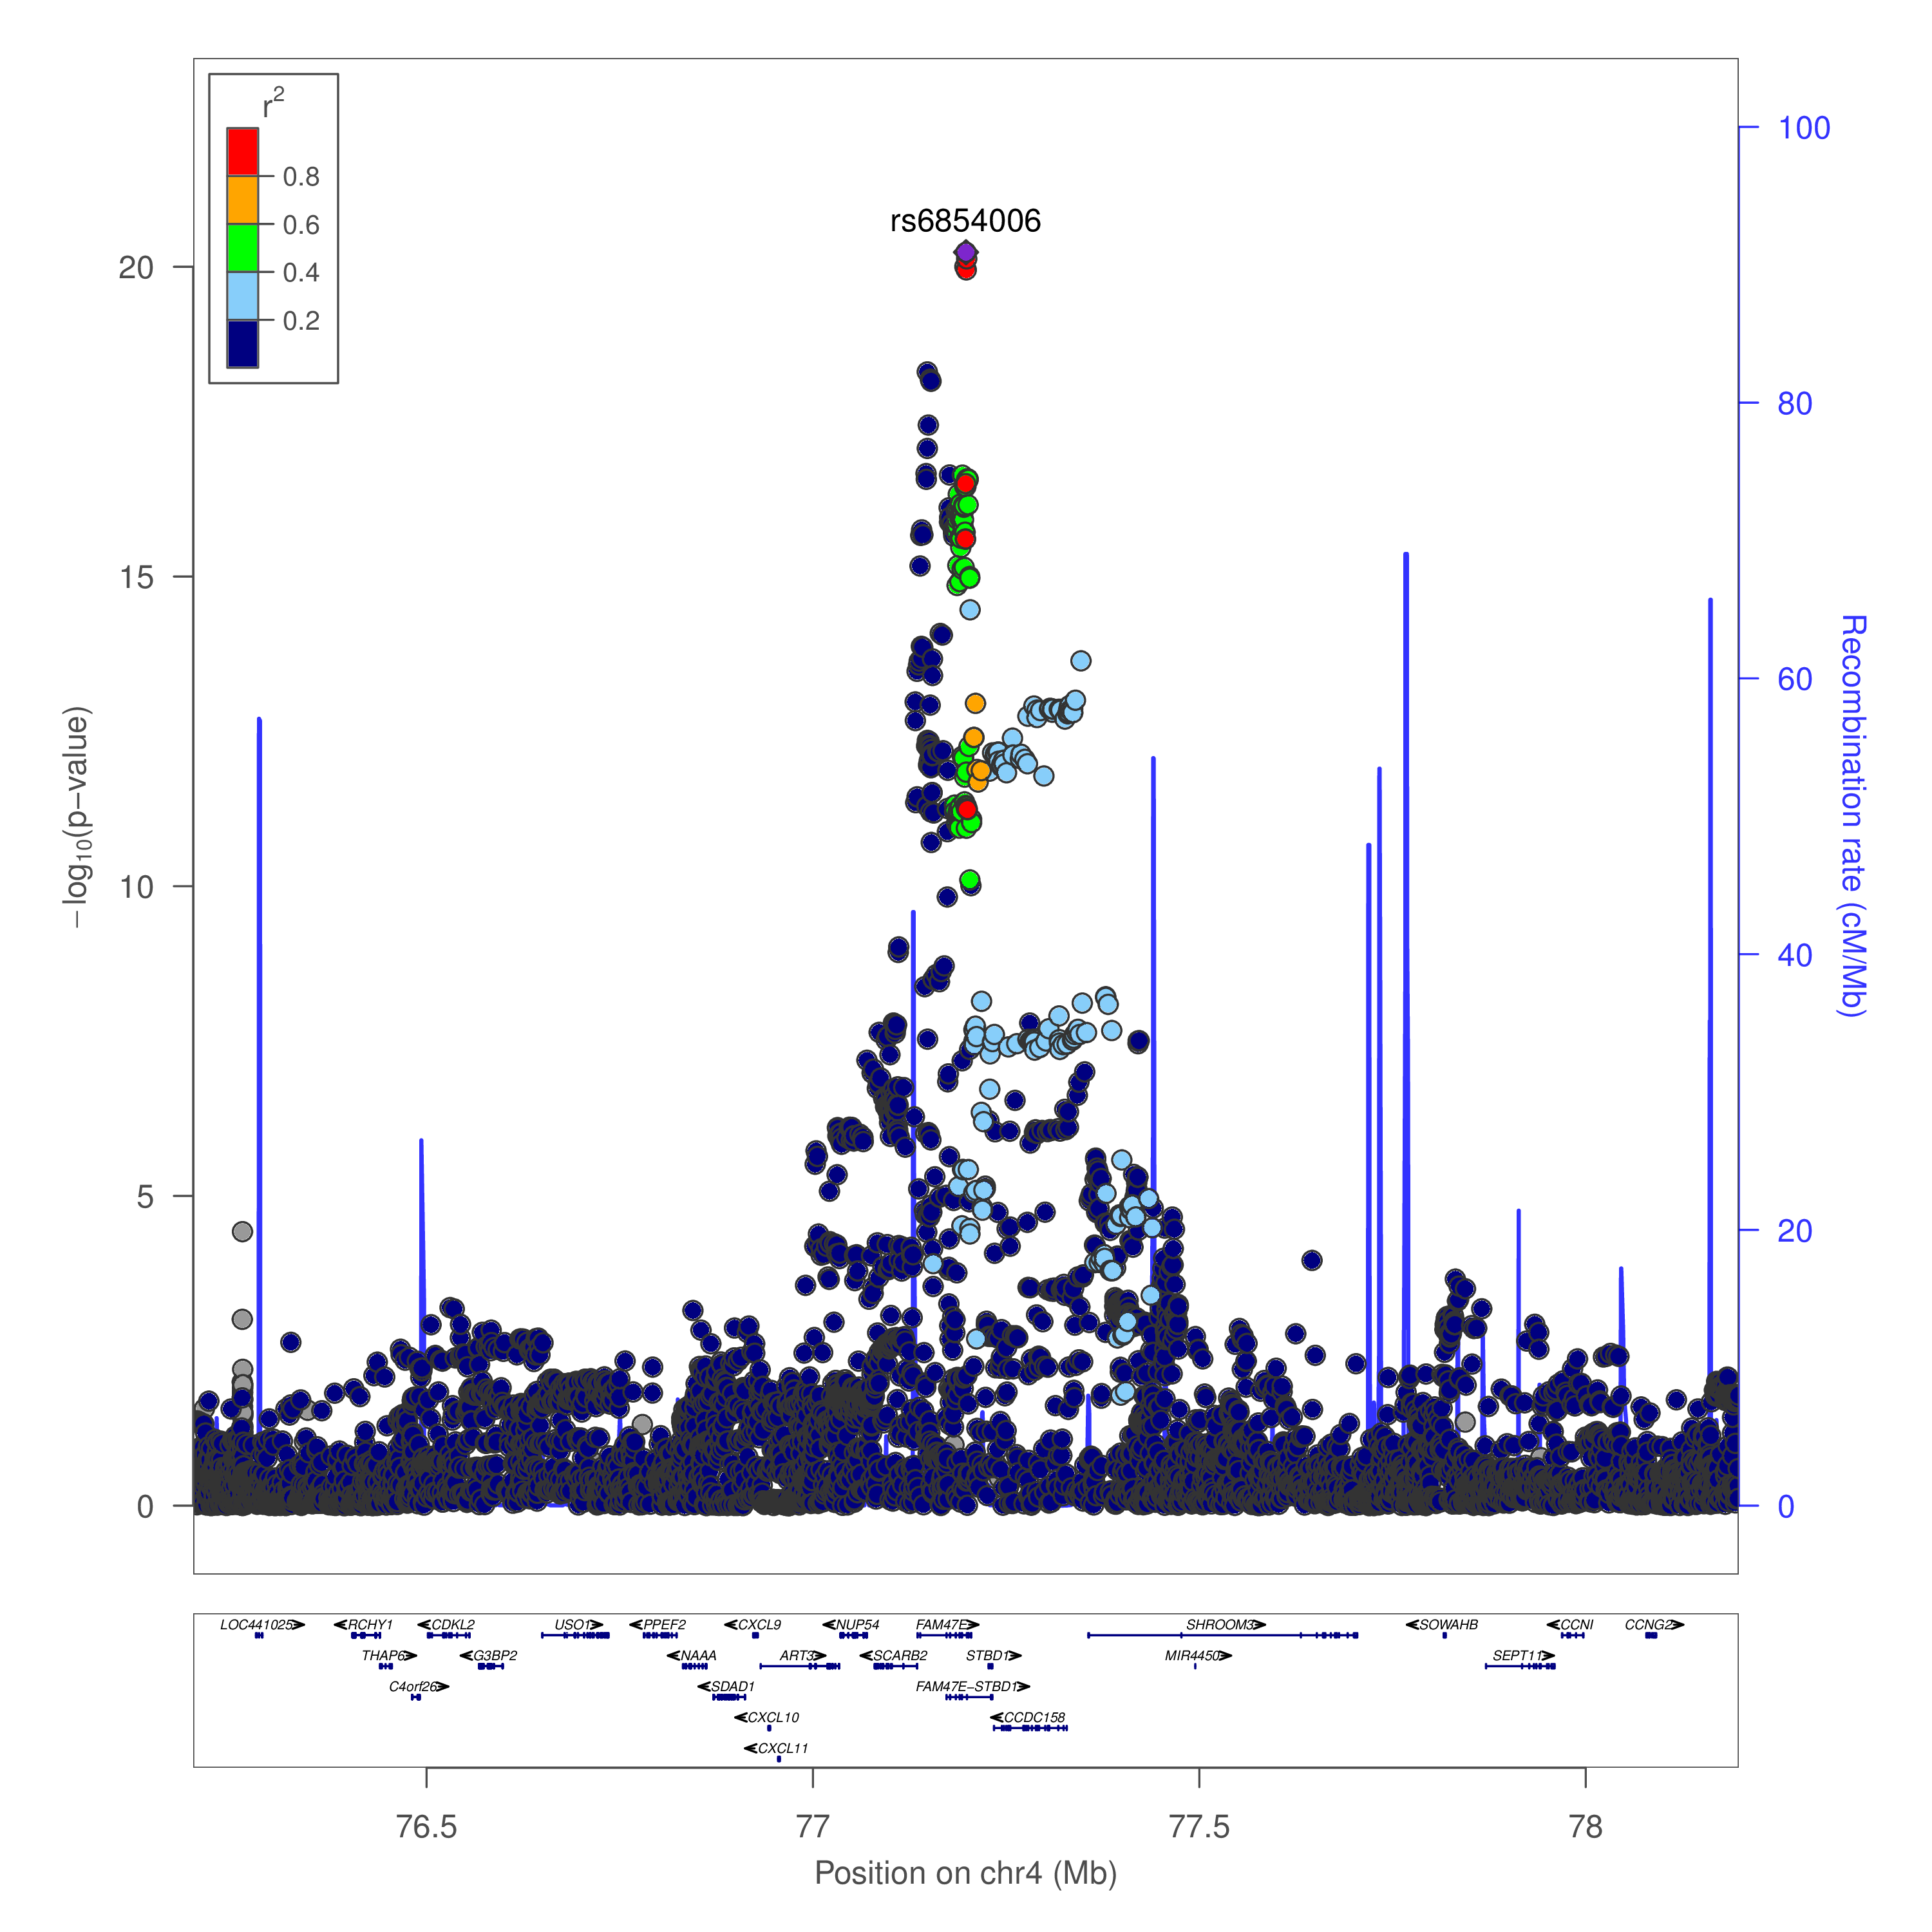 r2
0.8
0.6
0.4
0.2
rs6854006
20
15
10
5
0
−log10(p−value)
100
80
60
40
20
0
Recombination rate (cM/Mb)
LOC441025 RCHY1 CDKL2 USO1 PPEF2 CXCL9 NUP54 FAM47E SHROOM3 SOWAHB CCNI CCNG2
THAP6 G3BP2 NAAA ART3 SCARB2 STBD1 MIR4450 SEPT11
C4orf26 SDAD1 FAM47E−STBD1
CXCL10 CCDC158
CXCL11
76.5 77 77.5 78
Position on chr4 (Mb)